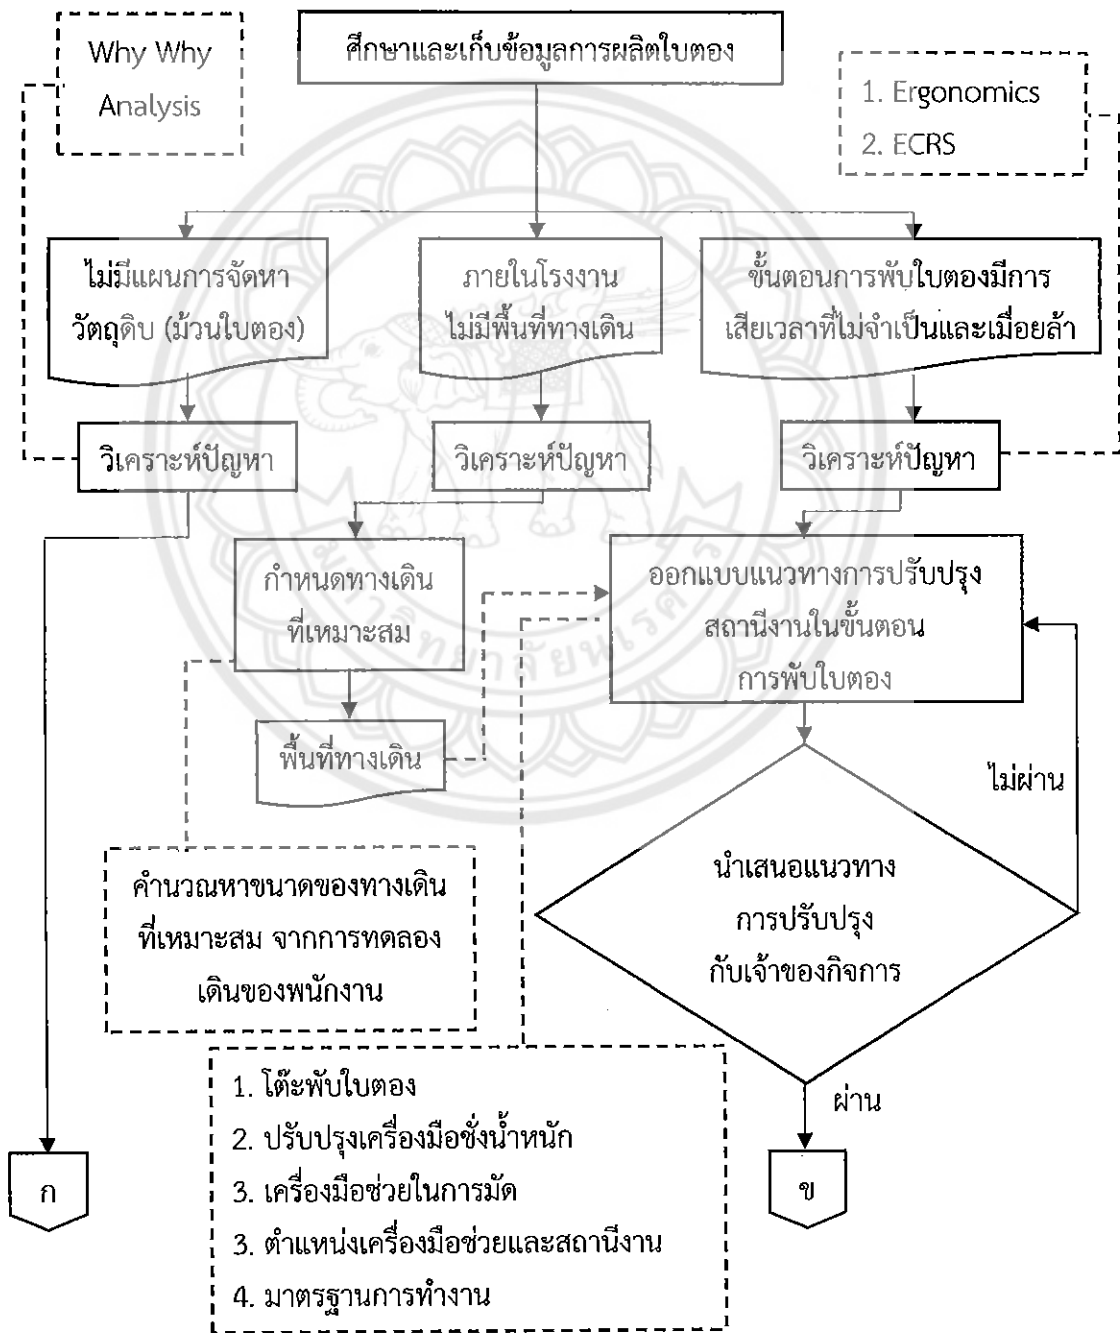 Why Why
Analysis
ศึกษาและเก็บข้อมูลการผลิตใบตอง
1. Ergonomics
2. ECRS
ไม่มีแผนการจัดหา
วัตถุดิบ (ม้วนใบตอง)
ภายในโรงงาน
ไม่มีพื้นที่ทางเดิน
ขั้นตอนการพับใบตองมีการ
เสียเวลาที่ไม่จำเป็นและเมื่อยล้า
วิเคราะห์ปัญหา
วิเคราะห์ปัญหา
วิเคราะห์ปัญหา
กำหนดทางเดิน
ที่เหมาะสม
ออกแบบแนวทางการปรับปรุง
สถานีงานในขั้นตอน
การพับใบตอง
พื้นที่ทางเดิน
ไม่ผ่าน
คำนวณหาขนาดของทางเดิน
ที่เหมาะสม จากการทดลอง
เดินของพนักงาน
นำเสนอแนวทาง
การปรับปรุง
กับเจ้าของกิจการ
ผ่าน
1. โต๊ะพับใบตอง
2. ปรับปรุงเครื่องมือชั่งน้ำหนัก
3. เครื่องมือช่วยในการมัด
3. ตำแหน่งเครื่องมือช่วยและสถานีงาน
4. มาตรฐานการทำงาน
ก
ข
มหาวิทยาลัยนเรศวร